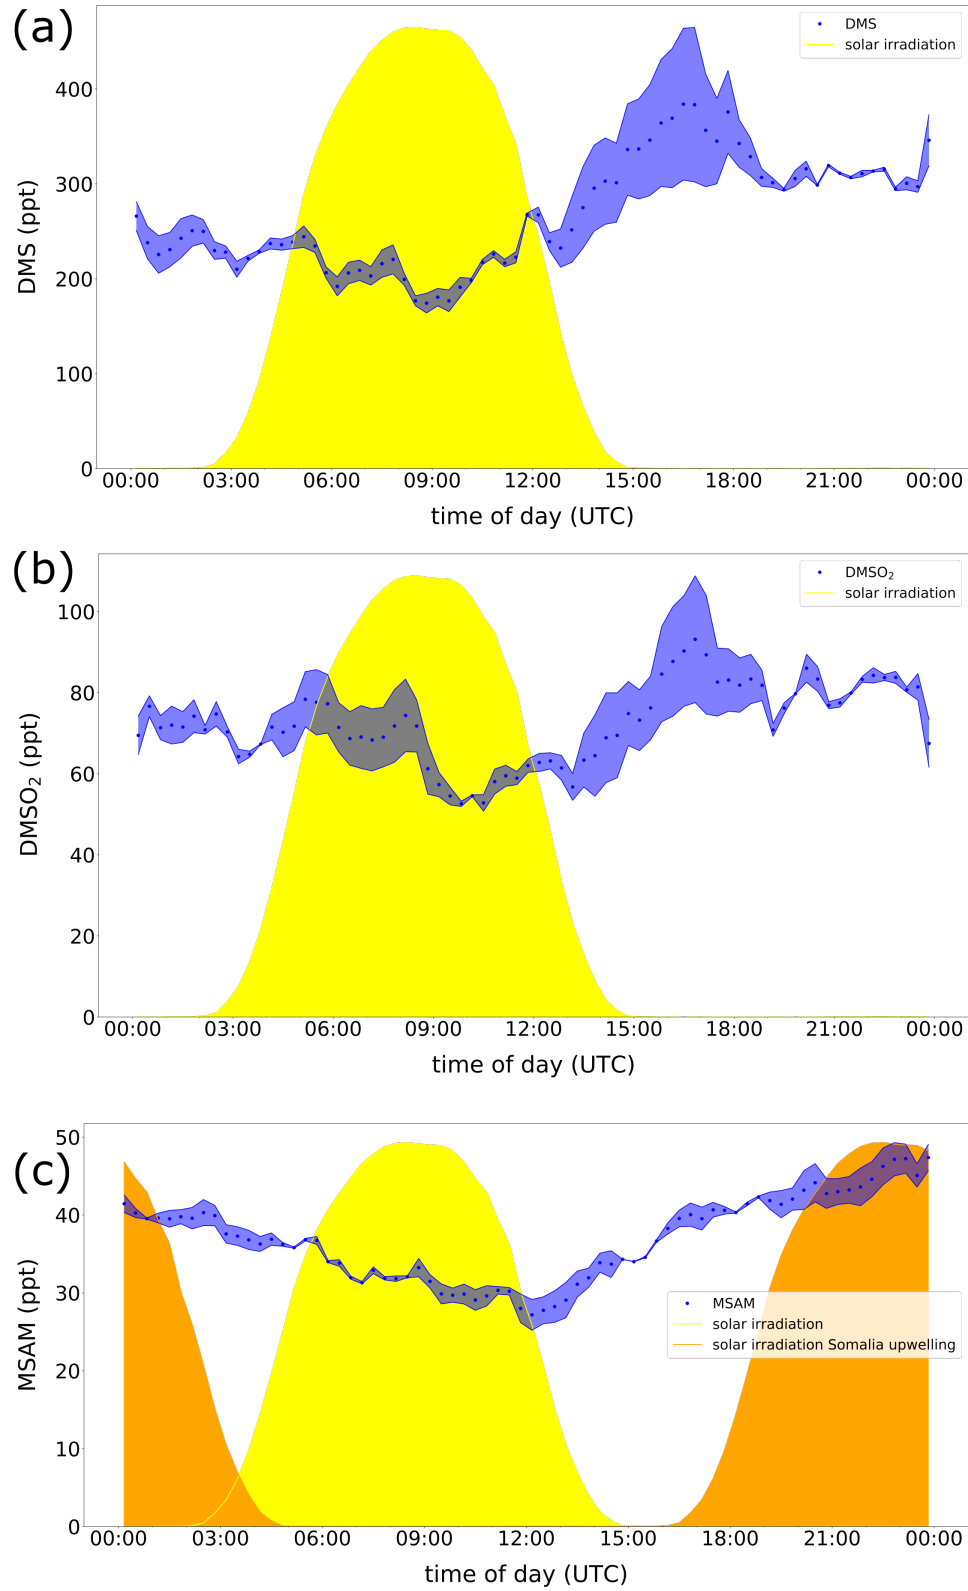 (a)
DMS
solar irradiation
400
300
200
100
0
DMS (ppt)
00:00 03:00 06:00 09:00 12:00 15:00 18:00 21:00 00:00
time of day (UTC)
(b)
DMSO₂
solar irradiation
100
80
60
40
20
0
DMSO₂ (ppt)
00:00 03:00 06:00 09:00 12:00 15:00 18:00 21:00 00:00
time of day (UTC)
(c)
50
40
30
20
10
0
MSAM (ppt)
MSAM
solar irradiation
solar irradiation Somalia upwelling
00:00 03:00 06:00 09:00 12:00 15:00 18:00 21:00 00:00
time of day (UTC)